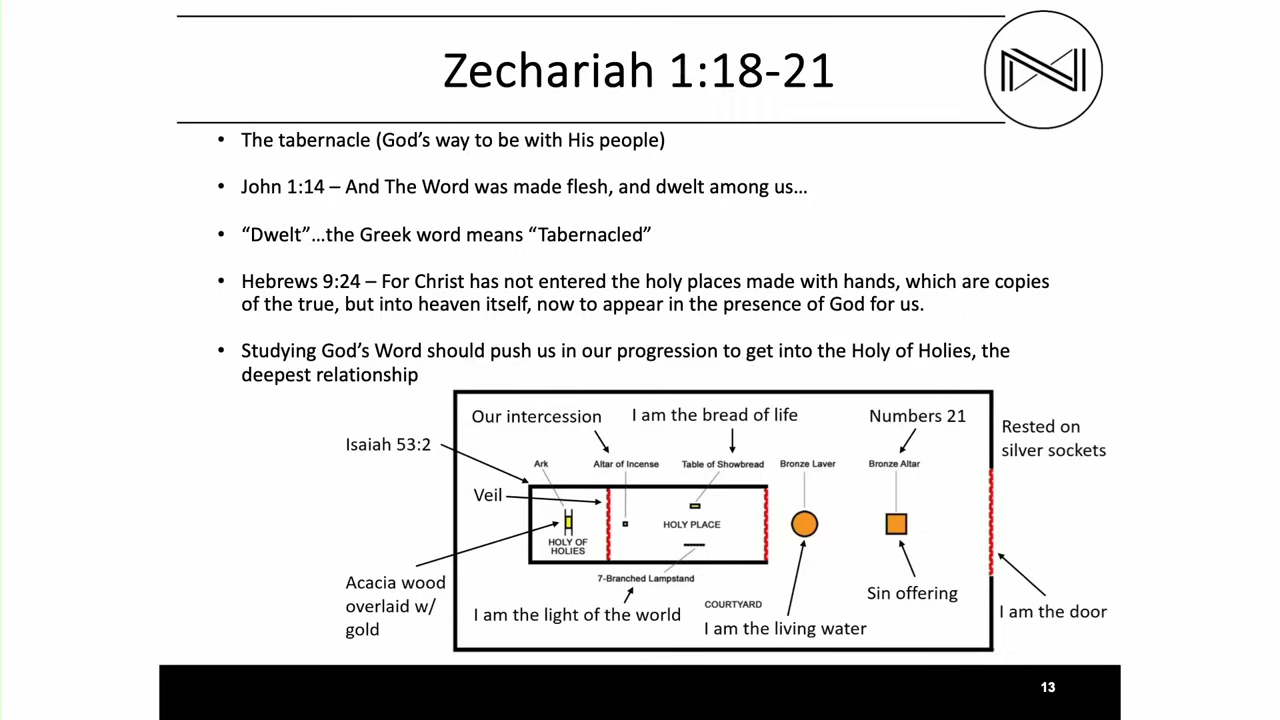 Zechariah 1:18-21
• The tabernacle (God’s way to be with His people)
• John 1:14 – And The Word was made flesh, and dwelt among us…
• “Dwelt”…the Greek word means “Tabernacled”
• Hebrews 9:24 – For Christ has not entered the holy places made with hands, which are copies
of the true, but into heaven itself, now to appear in the presence of God for us.
• Studying God’s Word should push us in our progression to get into the Holy of Holies, the
deepest relationship
Our intercession
I am the bread of life
Numbers 21
Rested on
silver sockets
Isaiah 53:2
Ark
Altar of Incense
Table of Showbread
Bronze Laver
Bronze Altar
Veil
HOLY PLACE
HOLY OF
HOLIES
7-Branched Lampstand
Acacia wood
overlaid w/
gold
Sin offering
COURTYARD
I am the light of the world
I am the living water
I am the door
13